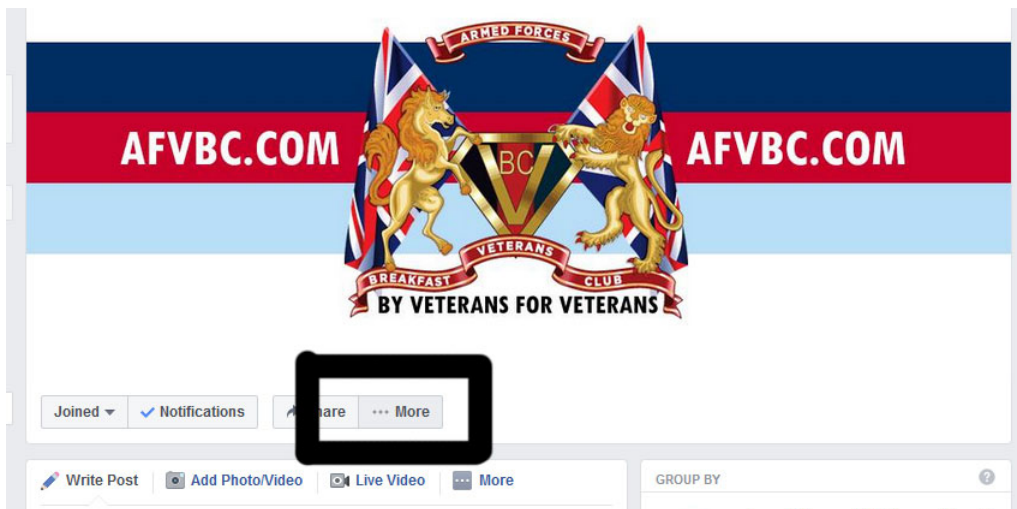 ARMED FORCES
AFVBC.COM
AFVBC.COM
BC
VETERANS
BREAKFAST
CLUB
BY VETERANS FOR VETERANS
Joined
Notifications
hare
More
Write Post
Add Photo/Video
Live Video
More
GROUP BY
?